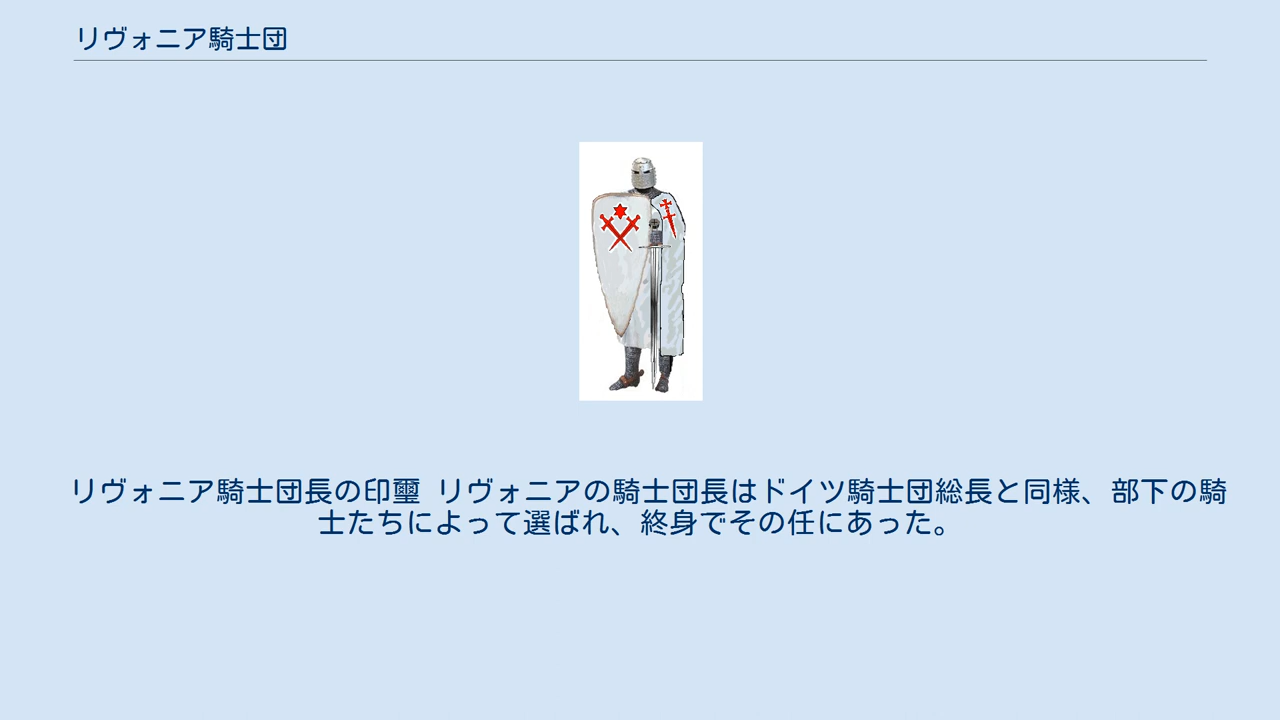 リヴォニア騎士団
リヴォニア騎士団長の印璽 リヴォニアの騎士団長はドイツ騎士団総長と同様、部下の騎
士たちによって選ばれ、終身でその任にあった。